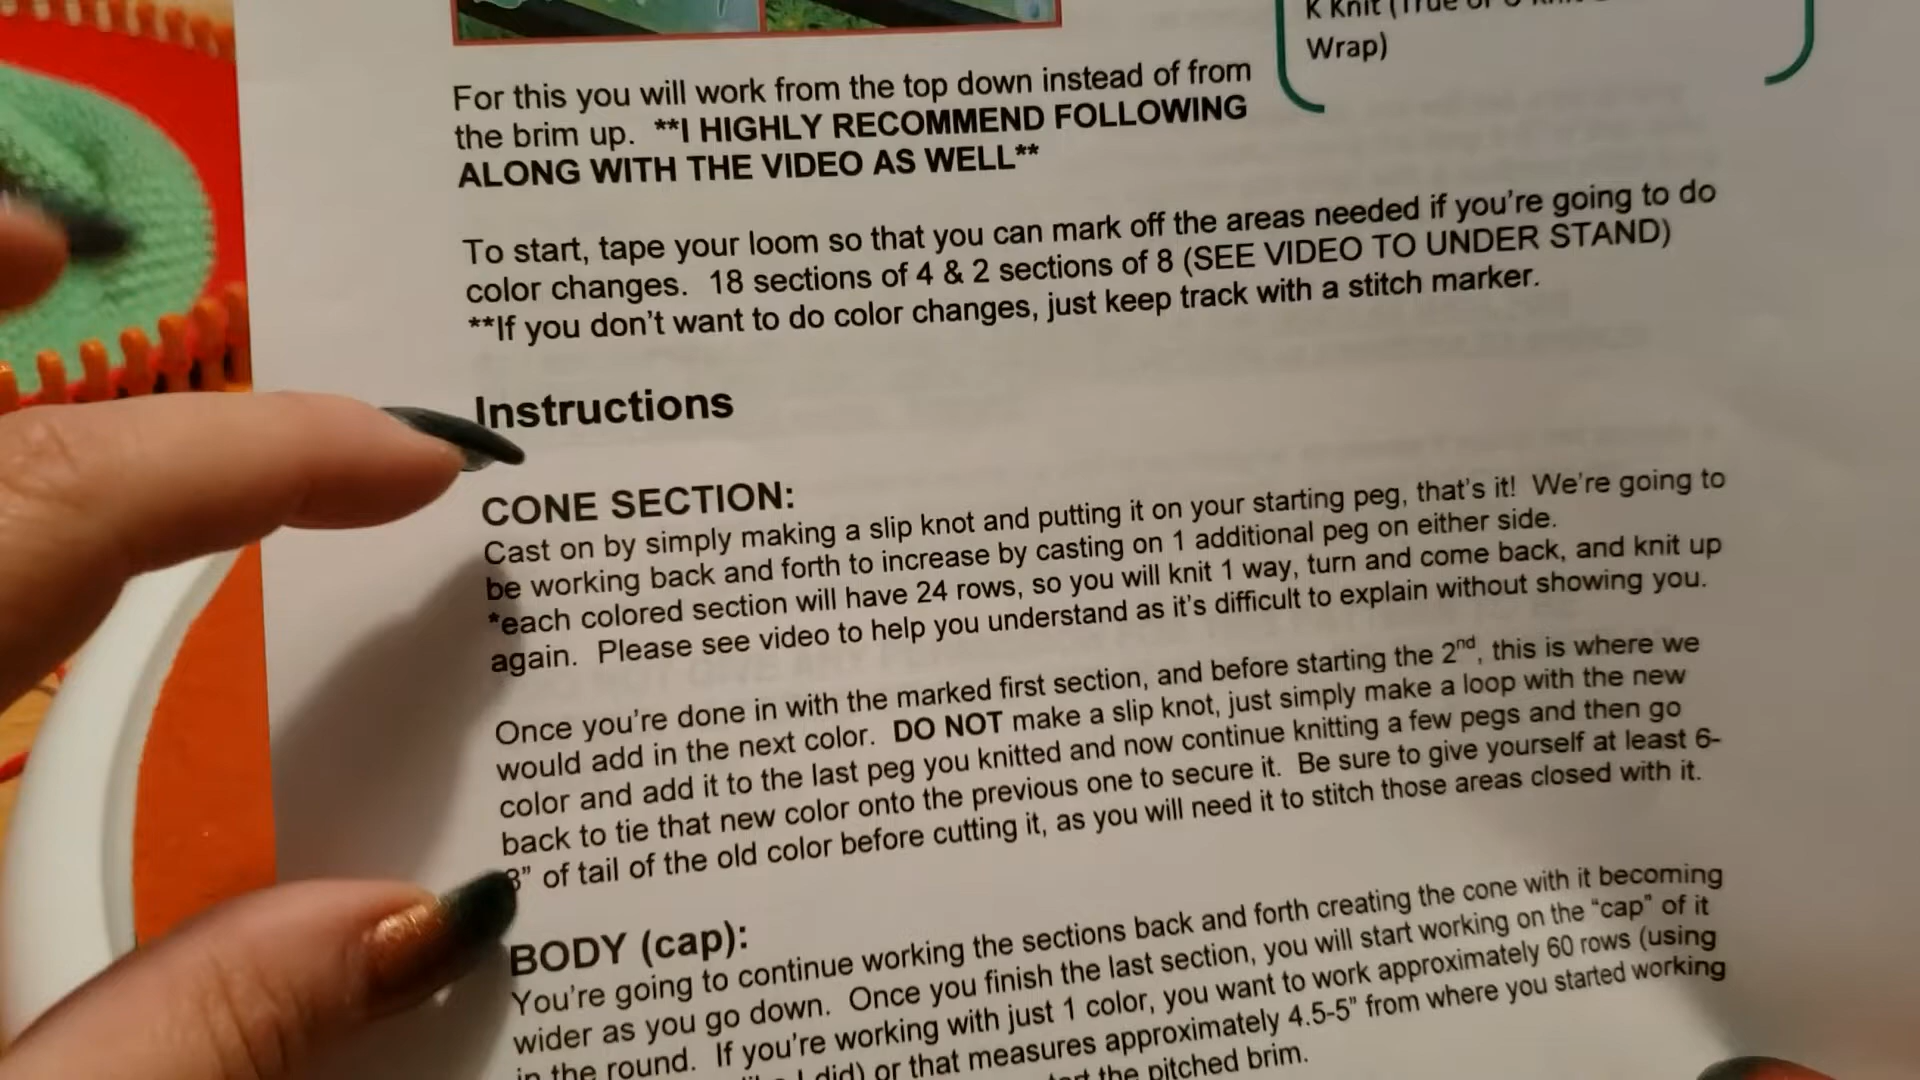 K Knit (True or U Knit
Wrap)
For this you will work from the top down instead of from
the brim up. **I HIGHLY RECOMMEND FOLLOWING
ALONG WITH THE VIDEO AS WELL**
To start, tape your loom so that you can mark off the areas needed if you're going to do
color changes. 18 sections of 4 & 2 sections of 8 (SEE VIDEO TO UNDER STAND)
**If you don't want to do color changes, just keep track with a stitch marker.
Instructions
CONE SECTION:
Cast on by simply making a slip knot and putting it on your starting peg, that's it! We're going to
be working back and forth to increase by casting on 1 additional peg on either side.
*each colored section will have 24 rows, so you will knit 1 way, turn and come back, and knit up
again. Please see video to help you understand as it's difficult to explain without showing you.
Once you're done in with the marked first section, and before starting the 2nd, this is where we
would add in the next color. DO NOT make a slip knot, just simply make a loop with the new
color and add it to the last peg you knitted and now continue knitting a few pegs and then go
back to tie that new color onto the previous one to secure it. Be sure to give yourself at least 6-
8" of tail of the old color before cutting it, as you will need it to stitch those areas closed with it.
BODY (cap):
You're going to continue working the sections back and forth creating the cone with it becoming
wider as you go down. Once you finish the last section, you will start working on the "cap" of it
in the round. If you're working with just 1 color, you want to work approximately 60 rows (using
I did) or that measures approximately 4.5-5" from where you started working
the pitched brim.